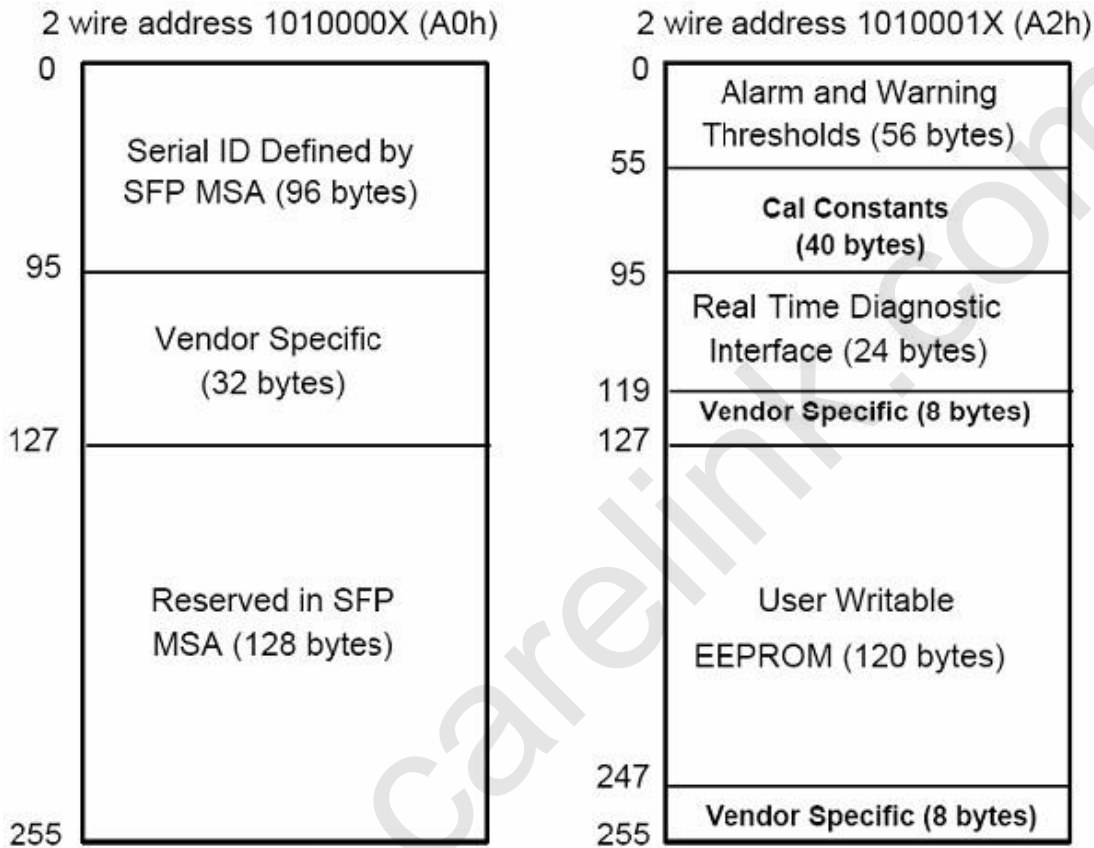 2 wire address 1010000X (A0h)
0
Serial ID Defined by
SFP MSA (96 bytes)
95
Vendor Specific
(32 bytes)
127
Reserved in SFP
MSA (128 bytes)
255
2 wire address 1010001X (A2h)
0
Alarm and Warning
Thresholds (56 bytes)
55
Cal Constants
(40 bytes)
95
Real Time Diagnostic
Interface (24 bytes)
119
Vendor Specific (8 bytes)
127
User Writable
EEPROM (120 bytes)
247
Vendor Specific (8 bytes)
255
carelink.com